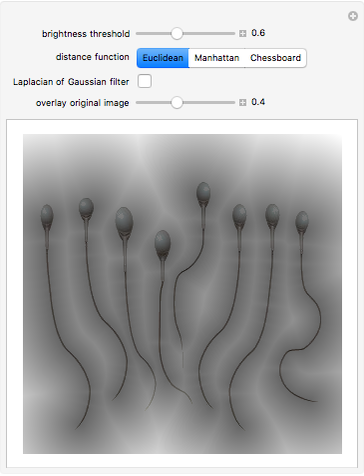 brightness threshold 0.6
distance function Euclidean Manhattan Chessboard
Laplacian of Gaussian filter
overlay original image 0.4